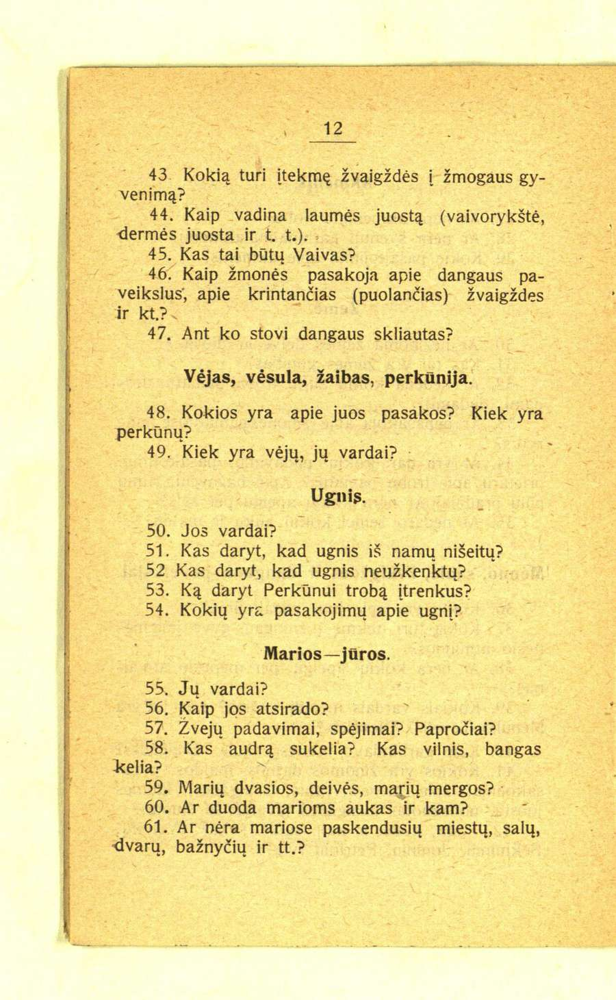 12
43 Kokią turi įtekmę žvaigždės į žmogaus gy-
venimą?
44. Kaip vadina laumės juostą (vaivorykštė,
dermės juosta ir t. t.).
45. Kas tai būtų Vaivas?
46. Kaip žmonės pasakoja apie dangaus pa-
veikslus, apie krintančias (puolančias) žvaigždes
ir kt.?
47. Ant ko stovi dangaus skliautas?
Vėjas, vėsula, žaibas, perkūnija.
48. Kokios yra apie juos pasakos? Kiek yra
perkūnų?
49. Kiek yra vėjų, jų vardai?
Ugnis.
50. Jos vardai?
51. Kas daryt, kad ugnis iš namų nišeitų?
52 Kas daryt, kad ugnis neužkenktų?
53. Ką daryt Perkūnui trobą įtrenkus?
54. Kokių yra pasakojimų apie ugnį?
Marios—jūros.
55. Jų vardai?
56. Kaip jos atsirado?
57. Žvejų padavimai, spėjimai? Papročiai?
58. Kas audrą sukelia? Kas vilnis, bangas
kelia?
59. Marių dvasios, deivės, marių mergos?
60. Ar duoda marioms aukas ir kam?
61. Ar nėra mariose paskendusių miestų, salų,
dvarų, bažnyčių ir tt.?